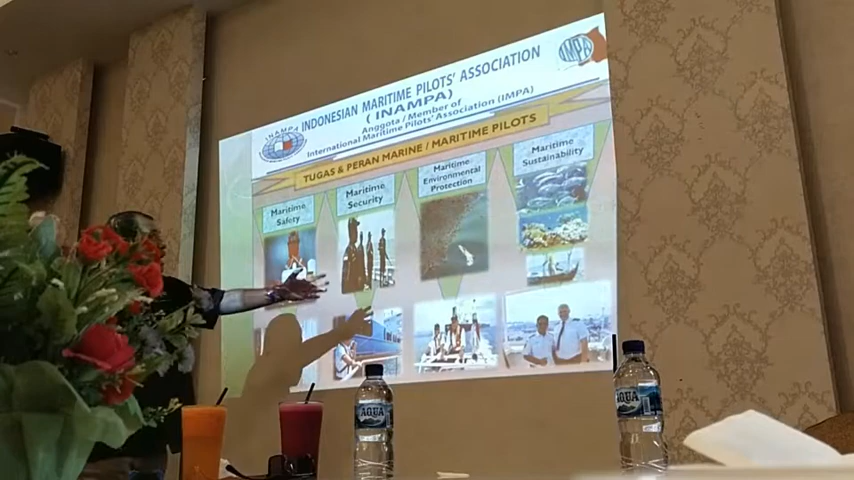 INDONESIAN MARITIME PILOTS' ASSOCIATION
( INAMPA )
Anggota / Member of
International Maritime Pilots' Association (IMPA)
INAMPA
IMPA
TUGAS & PERAN MARINE / MARITIME PILOTS
Maritime
Safety
Maritime
Security
Maritime
Environmental
Protection
Maritime
Sustainability
AQUA
AQUA